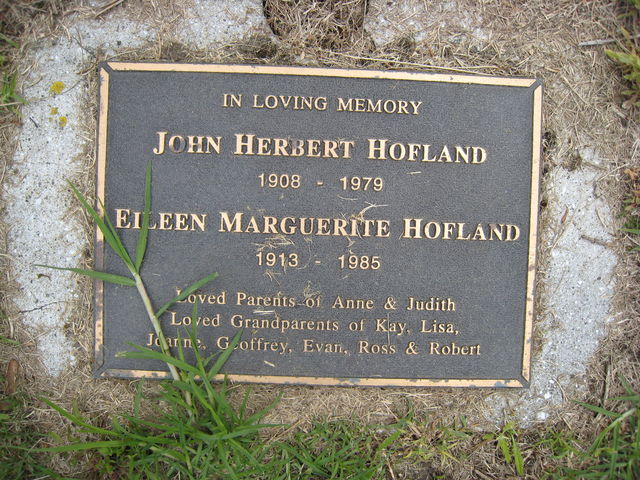 IN LOVING MEMORY
JOHN HERBERT HOFLAND
1908 - 1979
EILEEN MARGUERITE HOFLAND
1913 - 1985
Loved Parents of Anne & Judith
Loved Grandparents of Kay, Lisa,
Joanne, Geoffrey, Evan, Ross & Robert